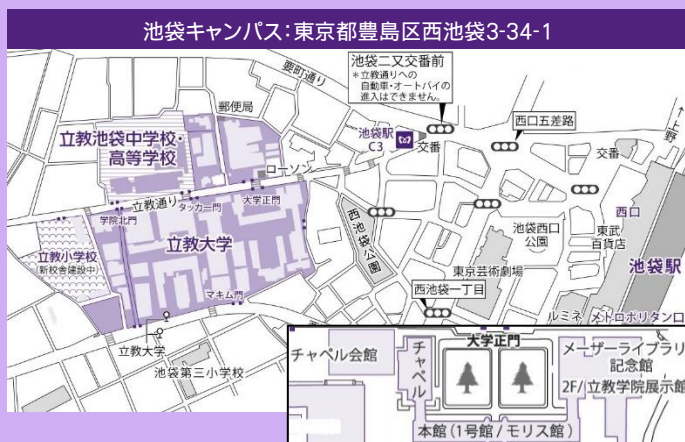 池袋キャンパス：東京都豊島区西池袋3-34-1
要町通り
池袋二又交番前
＊立教通りへの
自動車・オートバイの
進入はできません。
郵便局
西口五差路
上野
立教池袋中学校・
高等学校
池袋駅
C3
交番
交番
ローソン
立教通り
タッカー門
大学正門
学院北門
西口
立教大学
西池袋公園
池袋西口
公園
東武
百貨店
立教小学校
(新校舎建設中)
池袋駅
東京芸術劇場
マキム門
西池袋一丁目
ルミネ
メトロポリタン口
立教大学
池袋第三小学校
大学正門
チャペル会館
チャペル
メーザーライブラリ
記念館
2F/立教学院展示館
本館(1号館/モリス館)